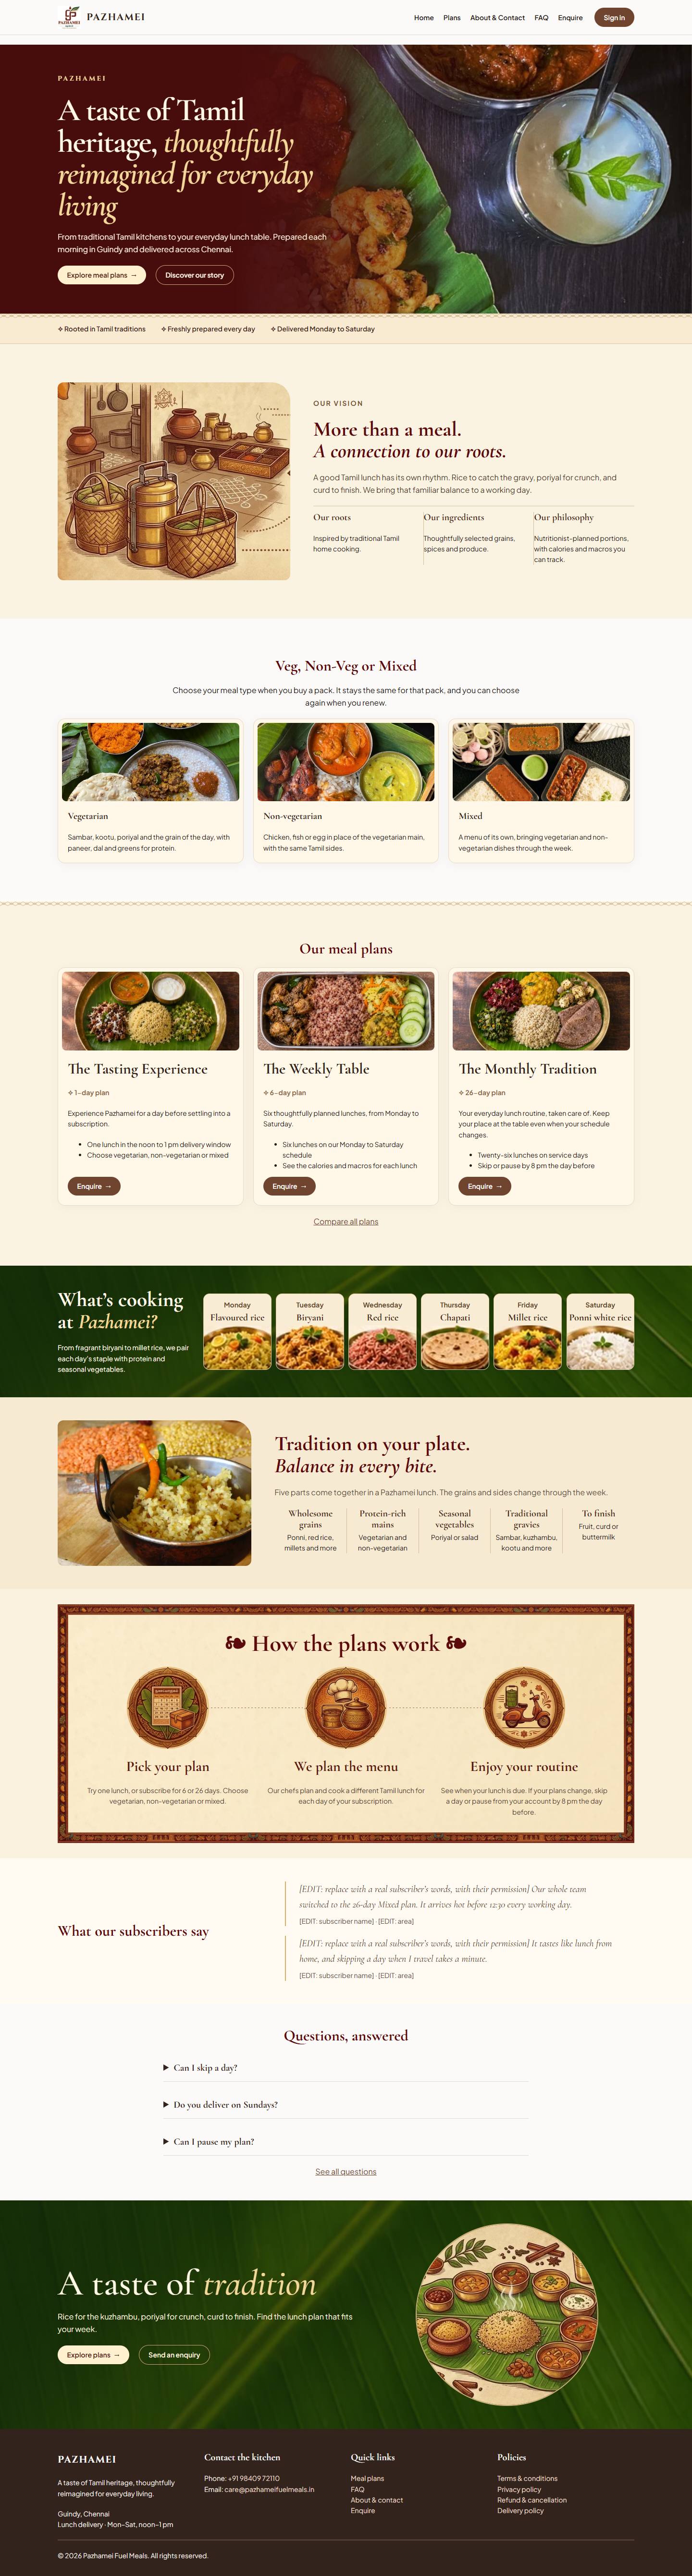 PAZHAMEI
Home Plans About & Contact FAQ Enquire Sign in
PAZHAMEI
A taste of Tamil
heritage, thoughtfully
reimagined for everyday
living
From traditional Tamil kitchens to your everyday lunch table. Prepared each
morning in Guindy and delivered across Chennai.
Explore meal plans →
Discover our story
Rooted in Tamil traditions
Freshly prepared every day
Delivered Monday to Saturday
OUR VISION
More than a meal.
A connection to our roots.
A good Tamil lunch has its own rhythm. Rice to catch the gravy, poriyal for crunch, and
curd to finish. We bring that familiar balance to a working day.
Our roots
Inspired by traditional Tamil
home cooking.
Our ingredients
Thoughtfully selected grains,
spices and produce.
Our philosophy
Nutritionist-planned portions,
with calories and macros you
can track.
Veg, Non-Veg or Mixed
Choose your meal type when you buy a pack. It stays the same for that pack, and you can choose
again when you renew.
Vegetarian
Sambar, kootu, poriyal and the grain of the day, with
paneer, dal and greens for protein.
Non-vegetarian
Chicken, fish or egg in place of the vegetarian main,
with the same Tamil sides.
Mixed
A menu of its own, bringing vegetarian and non-
vegetarian dishes through the week.
Our meal plans
The Tasting Experience
1-day plan
Experience Pazhamei for a day before settling into a
subscription.
• One lunch in the noon to 1 pm delivery window
• Choose vegetarian, non-vegetarian or mixed
Enquire →
The Weekly Table
6-day plan
Six thoughtfully planned lunches, from Monday to
Saturday.
• Six lunches on our Monday to Saturday
schedule
• See the calories and macros for each lunch
Enquire →
The Monthly Tradition
26-day plan
Your everyday lunch routine, taken care of. Keep
your place at the table even when your schedule
changes.
• Twenty-six lunches on service days
• Skip or pause by 8 pm the day before
Enquire →
Compare all plans
What's cooking
at Pazhamei?
From fragrant biryani to millet rice, we pair
each day's staple with protein and
seasonal vegetables.
Monday
Flavoured rice
Tuesday
Biryani
Wednesday
Red rice
Thursday
Chapati
Friday
Millet rice
Saturday
Ponni white rice
Tradition on your plate.
Balance in every bite.
Five parts come together in a Pazhamei lunch. The grains and sides change through the week.
Wholesome
grains
Ponni, red rice,
millets and more
Protein-rich
mains
Vegetarian and
non-vegetarian
Seasonal
vegetables
Poriyal or salad
Traditional
gravies
Sambar, kuzhambu,
kootu and more
To finish
Fruit, curd or
buttermilk
How the plans work
Pick your plan
Try one lunch, or subscribe for 6 or 26 days. Choose
vegetarian, non-vegetarian or mixed.
We plan the menu
Our chefs plan and cook a different Tamil lunch for
each day of your subscription.
Enjoy your routine
See when your lunch is due. If your plans change, skip
a day or pause from your account by 8 pm the day
before.
What our subscribers say
[EDIT: replace with a real subscriber's words, with their permission] Our whole team
switched to the 26-day Mixed plan. It arrives hot before 12:30 every working day.
[EDIT: subscriber name] · [EDIT: area]
[EDIT: replace with a real subscriber's words, with their permission] It tastes like lunch from
home, and skipping a day when I travel takes a minute.
[EDIT: subscriber name] · [EDIT: area]
Questions, answered
Can I skip a day?
Do you deliver on Sundays?
Can I pause my plan?
See all questions
A taste of tradition
Rice for the kuzhambu, poriyal for crunch, curd to finish. Find the lunch plan that fits
your week.
Explore plans →
Send an enquiry
PAZHAMEI
A taste of Tamil heritage, thoughtfully
reimagined for everyday living.
Guindy, Chennai
Lunch delivery · Mon–Sat, noon–1 pm
Contact the kitchen
Phone: +91 98409 72110
Email: care@pazhameifuelmeals.in
Quick links
Meal plans
FAQ
About & contact
Enquire
Policies
Terms & conditions
Privacy policy
Refund & cancellation
Delivery policy
© 2026 Pazhamei Fuel Meals. All rights reserved.